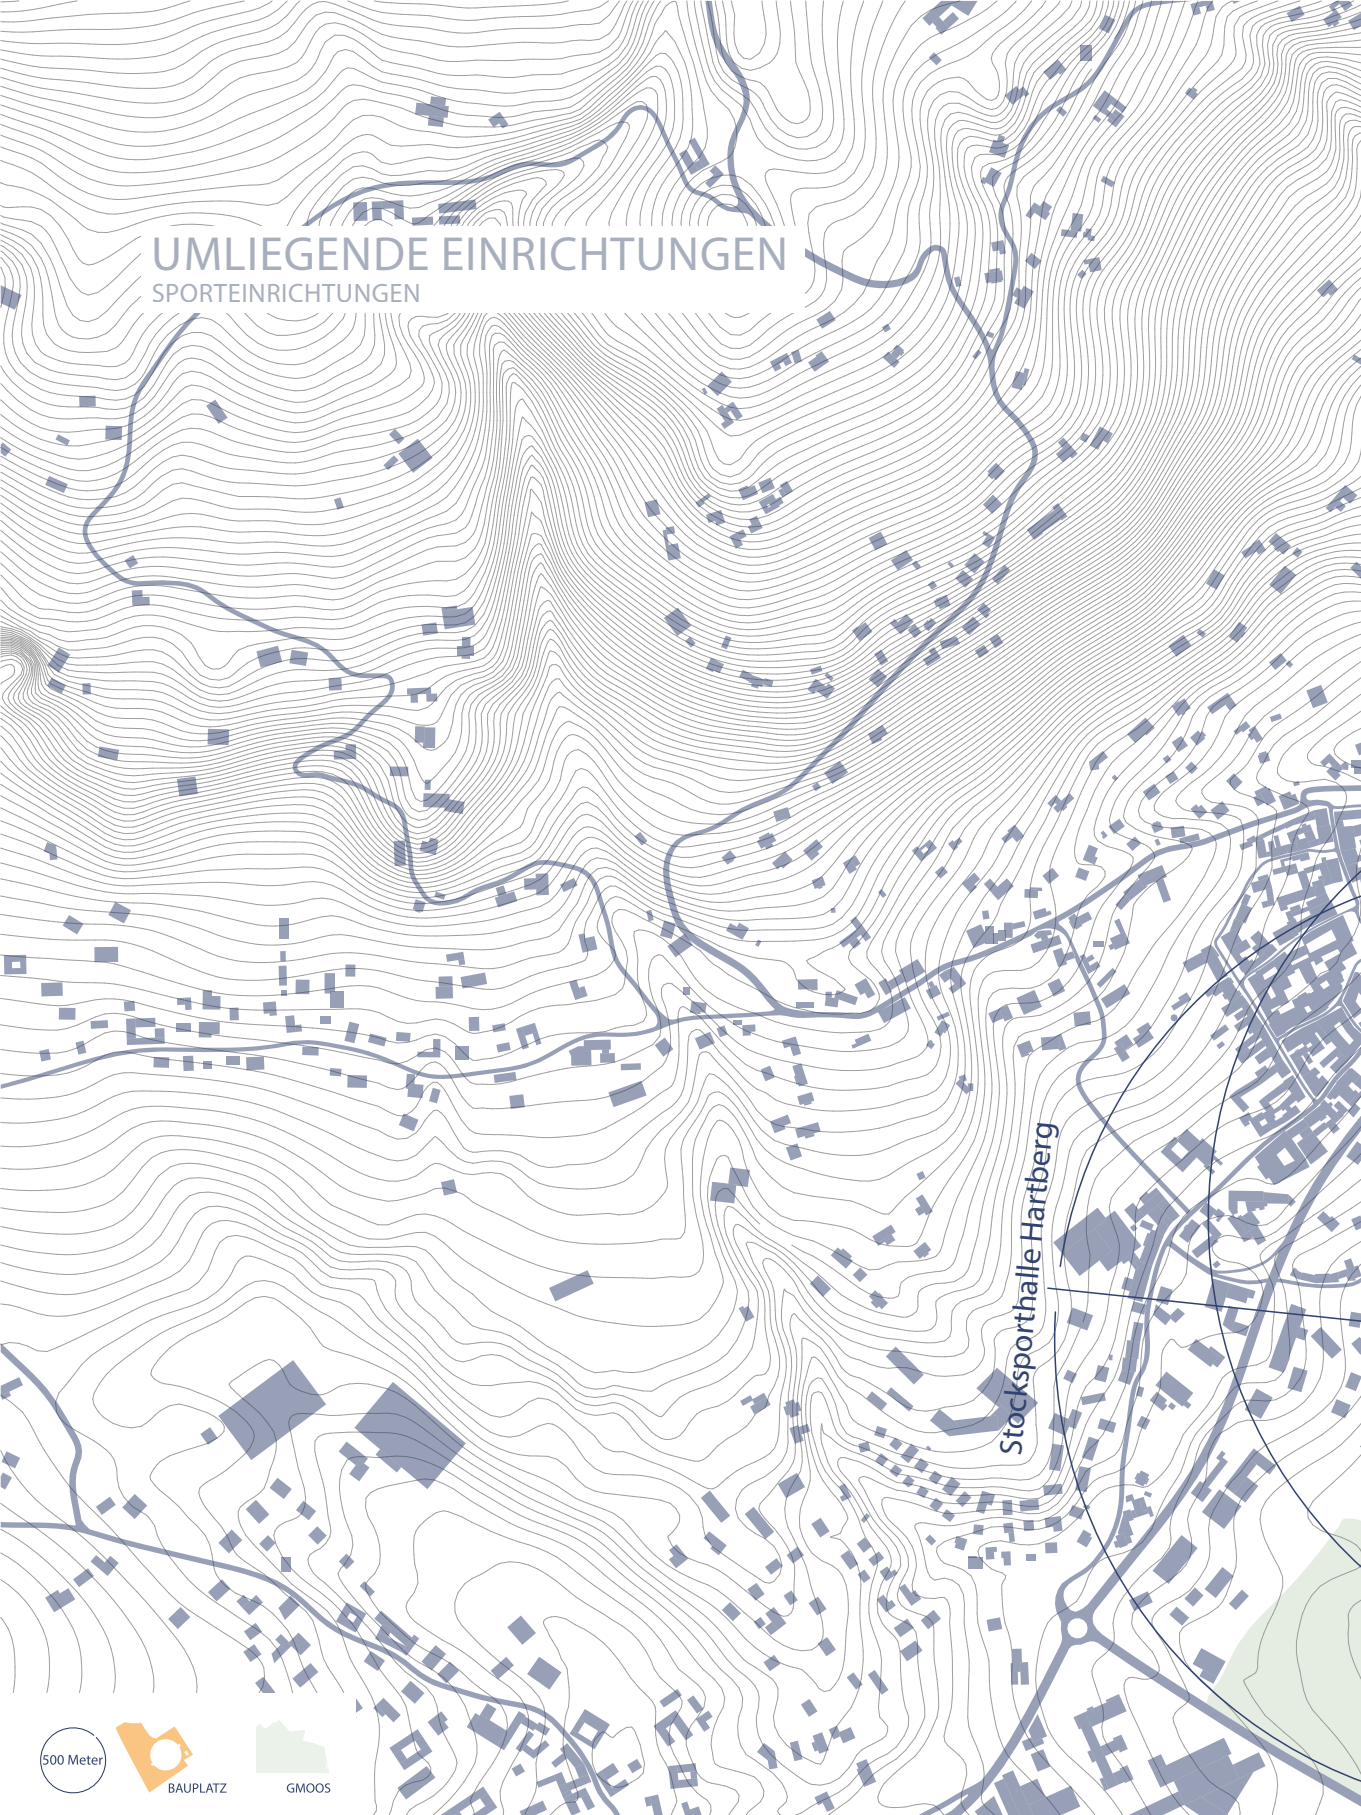 UMLIEGENDE EINRICHTUNGEN
SPORTEINRICHTUNGEN
Stocksporthalle Hartberg
500 Meter
BAUPLATZ
GMOOS